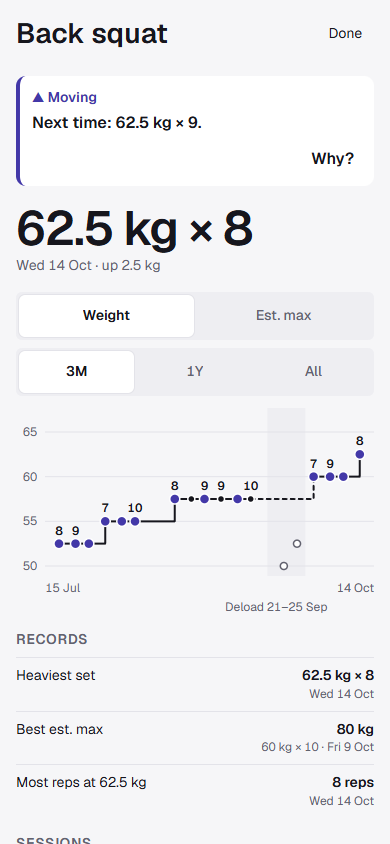 Back squat
Done
▲ Moving
Next time: 62.5 kg × 9.
Why?
62.5 kg × 8
Wed 14 Oct · up 2.5 kg
Weight
Est. max
3M
1Y
All
65
60
55
50
8 9
7 10
8 9 9 10
7 9
8
15 Jul
14 Oct
Deload 21–25 Sep
RECORDS
Heaviest set
62.5 kg × 8
Wed 14 Oct
Best est. max
80 kg
60 kg × 10 · Fri 9 Oct
Most reps at 62.5 kg
8 reps
Wed 14 Oct
SESSIONS